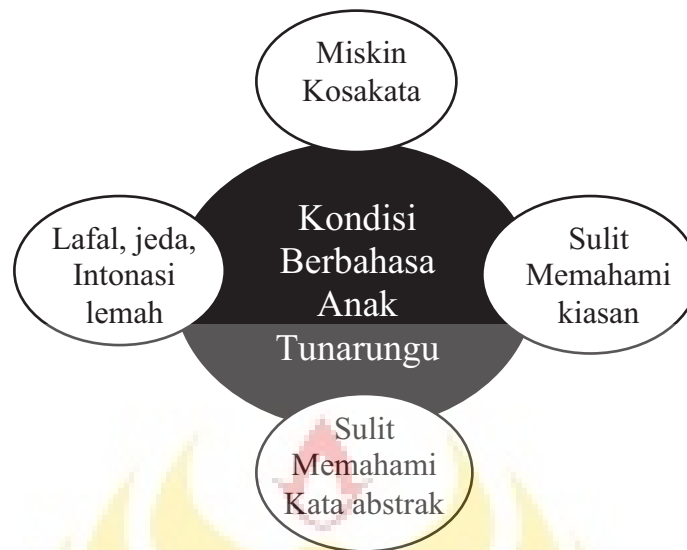 Miskin
Kosakata
Lafal, jeda,
Intonasi
lemah
Kondisi
Berbahasa
Anak
Tunarungu
Sulit
Memahami
kiasan
Sulit
Memahami
Kata abstrak